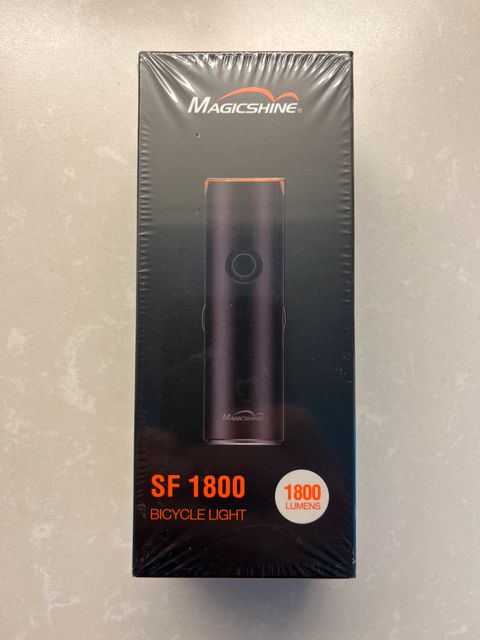 MAGICSHINE®
MAGICSHINE
SF 1800
BICYCLE LIGHT
1800
LUMENS